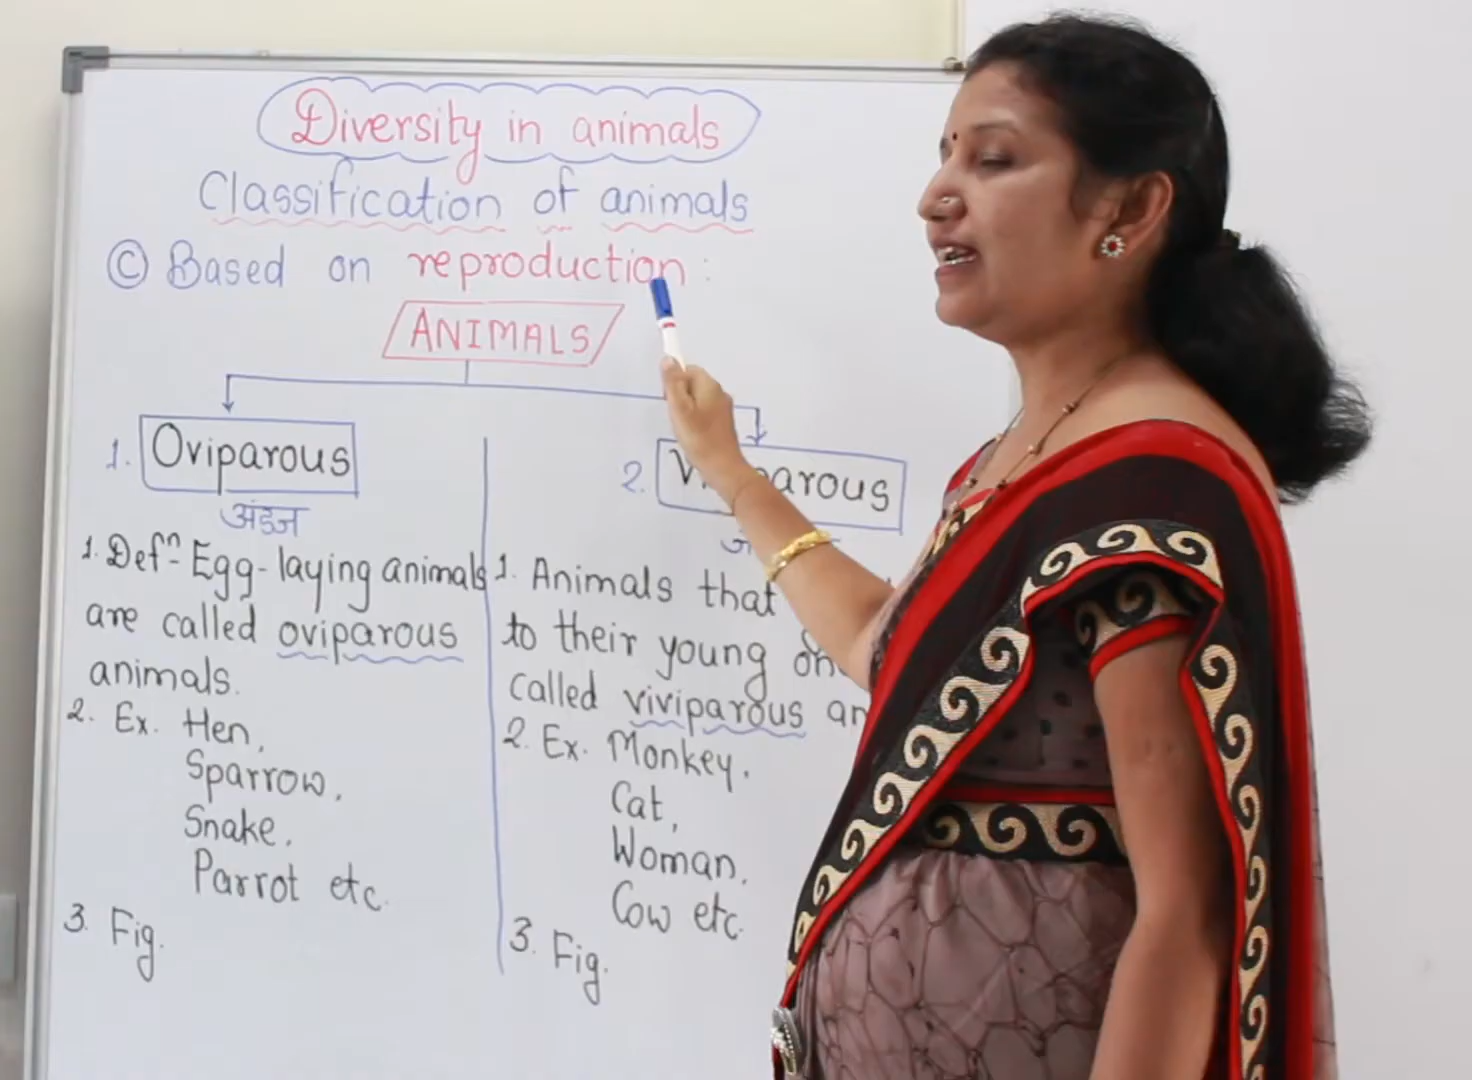 Diversity in animals
Classification of animals
Ⓒ Based on reproduction :
ANIMALS
1. Oviparous
अंडज
1. Defⁿ- Egg-laying animals
are called oviparous
animals.
2. Ex. Hen,
Sparrow,
Snake,
Parrot etc.
3. Fig.
2.
1. Animals that
to their young
called viviparous
2. Ex. Monkey,
Cat,
Woman,
Cow etc.
3. Fig.